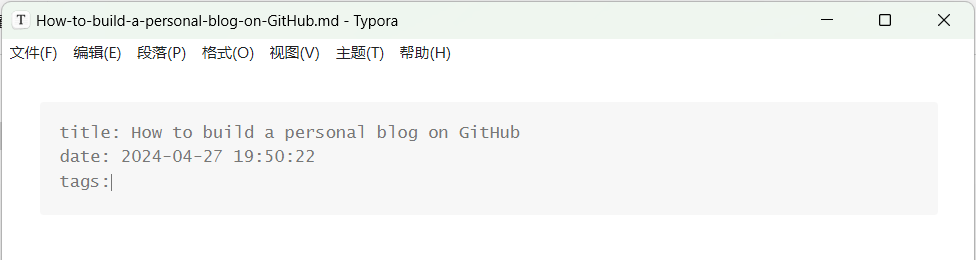 T How-to-build-a-personal-blog-on-GitHub.md - Typora
文件(F) 编辑(E) 段落(P) 格式(O) 视图(V) 主题(T) 帮助(H)
title: How to build a personal blog on GitHub
date: 2024-04-27 19:50:22
tags: